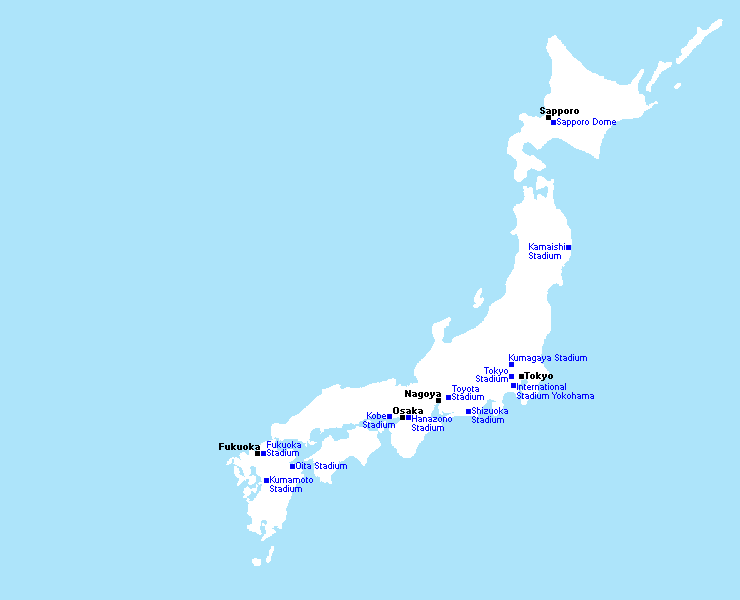 Sapporo
Sapporo Dome
Kamaishi
Stadium
Kumagaya Stadium
Tokyo
Stadium
Tokyo
International
Stadium Yokohama
Nagoya
Toyota
Stadium
Osaka
Kobe
Stadium
Hanazono
Stadium
Shizuoka
Stadium
Fukuoka
Fukuoka
Stadium
Oita Stadium
Kumamoto
Stadium